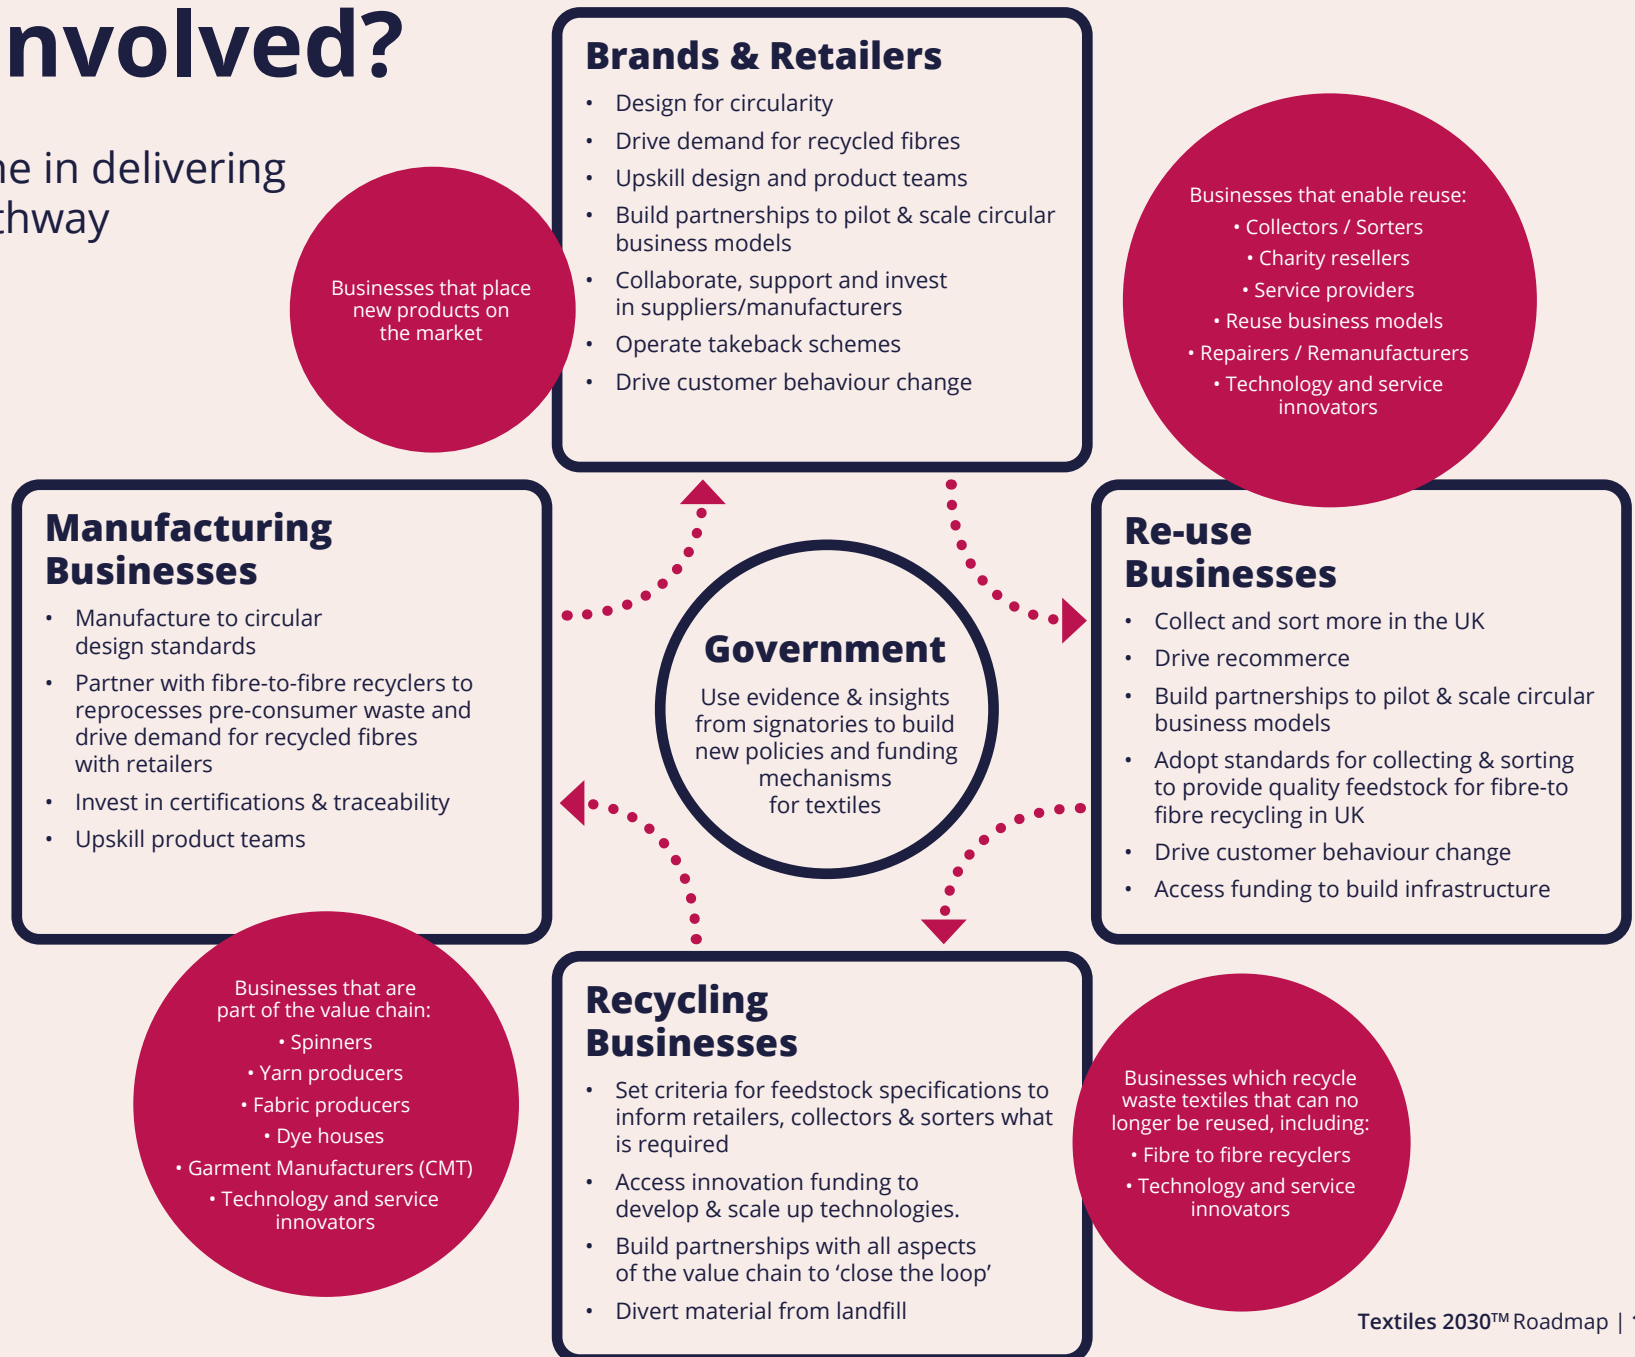 nvolved?
ne in delivering
thway
Businesses that place
new products on
the market
Brands & Retailers
• Design for circularity
• Drive demand for recycled fibres
• Upskill design and product teams
• Build partnerships to pilot & scale circular
business models
• Collaborate, support and invest
in suppliers/manufacturers
• Operate takeback schemes
• Drive customer behaviour change
Businesses that enable reuse:
• Collectors / Sorters
• Charity resellers
• Service providers
• Reuse business models
• Repairers / Remanufacturers
• Technology and service
innovators
Manufacturing
Businesses
• Manufacture to circular
design standards
• Partner with fibre-to-fibre recyclers to
reprocesses pre-consumer waste and
drive demand for recycled fibres
with retailers
• Invest in certifications & traceability
• Upskill product teams
Government
Use evidence & insights
from signatories to build
new policies and funding
mechanisms
for textiles
Re-use
Businesses
• Collect and sort more in the UK
• Drive recommerce
• Build partnerships to pilot & scale circular
business models
• Adopt standards for collecting & sorting
to provide quality feedstock for fibre-to
fibre recycling in UK
• Drive customer behaviour change
• Access funding to build infrastructure
Businesses that are
part of the value chain:
• Spinners
• Yarn producers
• Fabric producers
• Dye houses
• Garment Manufacturers (CMT)
• Technology and service
innovators
Recycling
Businesses
• Set criteria for feedstock specifications to
inform retailers, collectors & sorters what
is required
• Access innovation funding to
develop & scale up technologies.
• Build partnerships with all aspects
of the value chain to ‘close the loop’
• Divert material from landfill
Businesses which recycle
waste textiles that can no
longer be reused, including:
• Fibre to fibre recyclers
• Technology and service
innovators
Textiles 2030™ Roadmap |